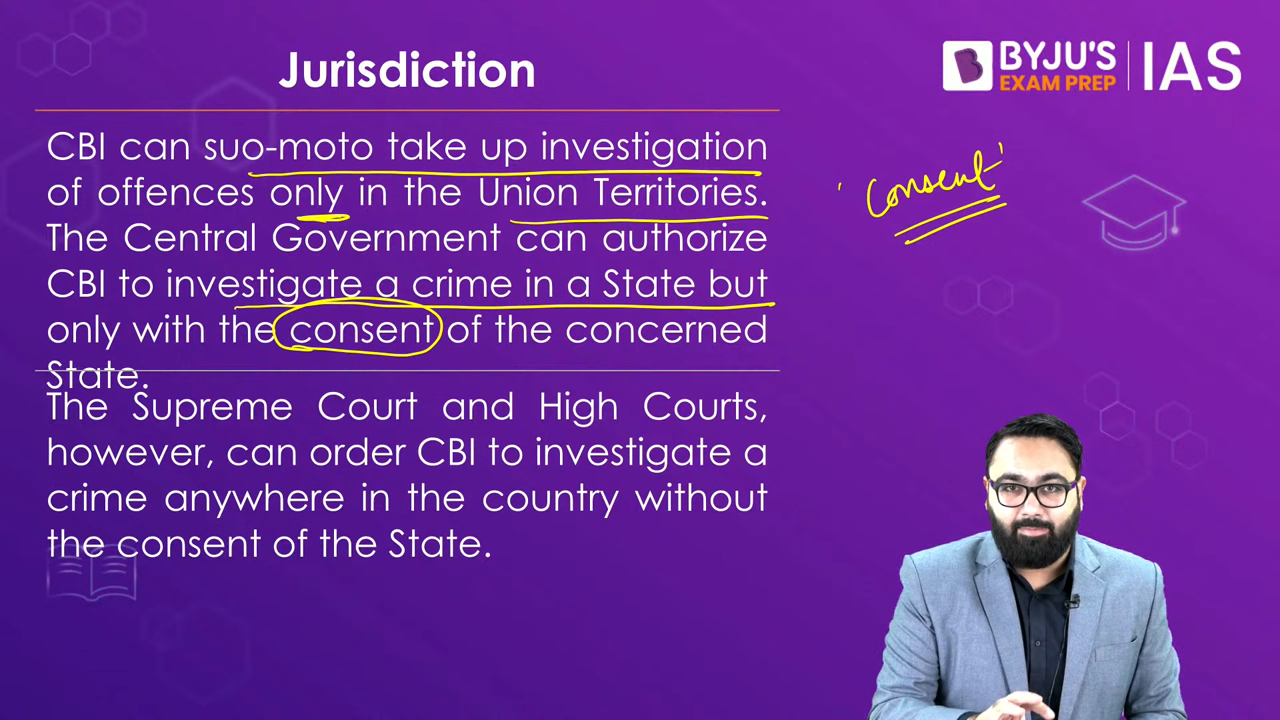 Jurisdiction
BYJU'S
EXAM PREP
IAS
CBI can suo-moto take up investigation
of offences only in the Union Territories.
The Central Government can authorize
CBI to investigate a crime in a State but
only with the consent of the concerned
State.
The Supreme Court and High Courts,
however, can order CBI to investigate a
crime anywhere in the country without
the consent of the State.
'Consent'